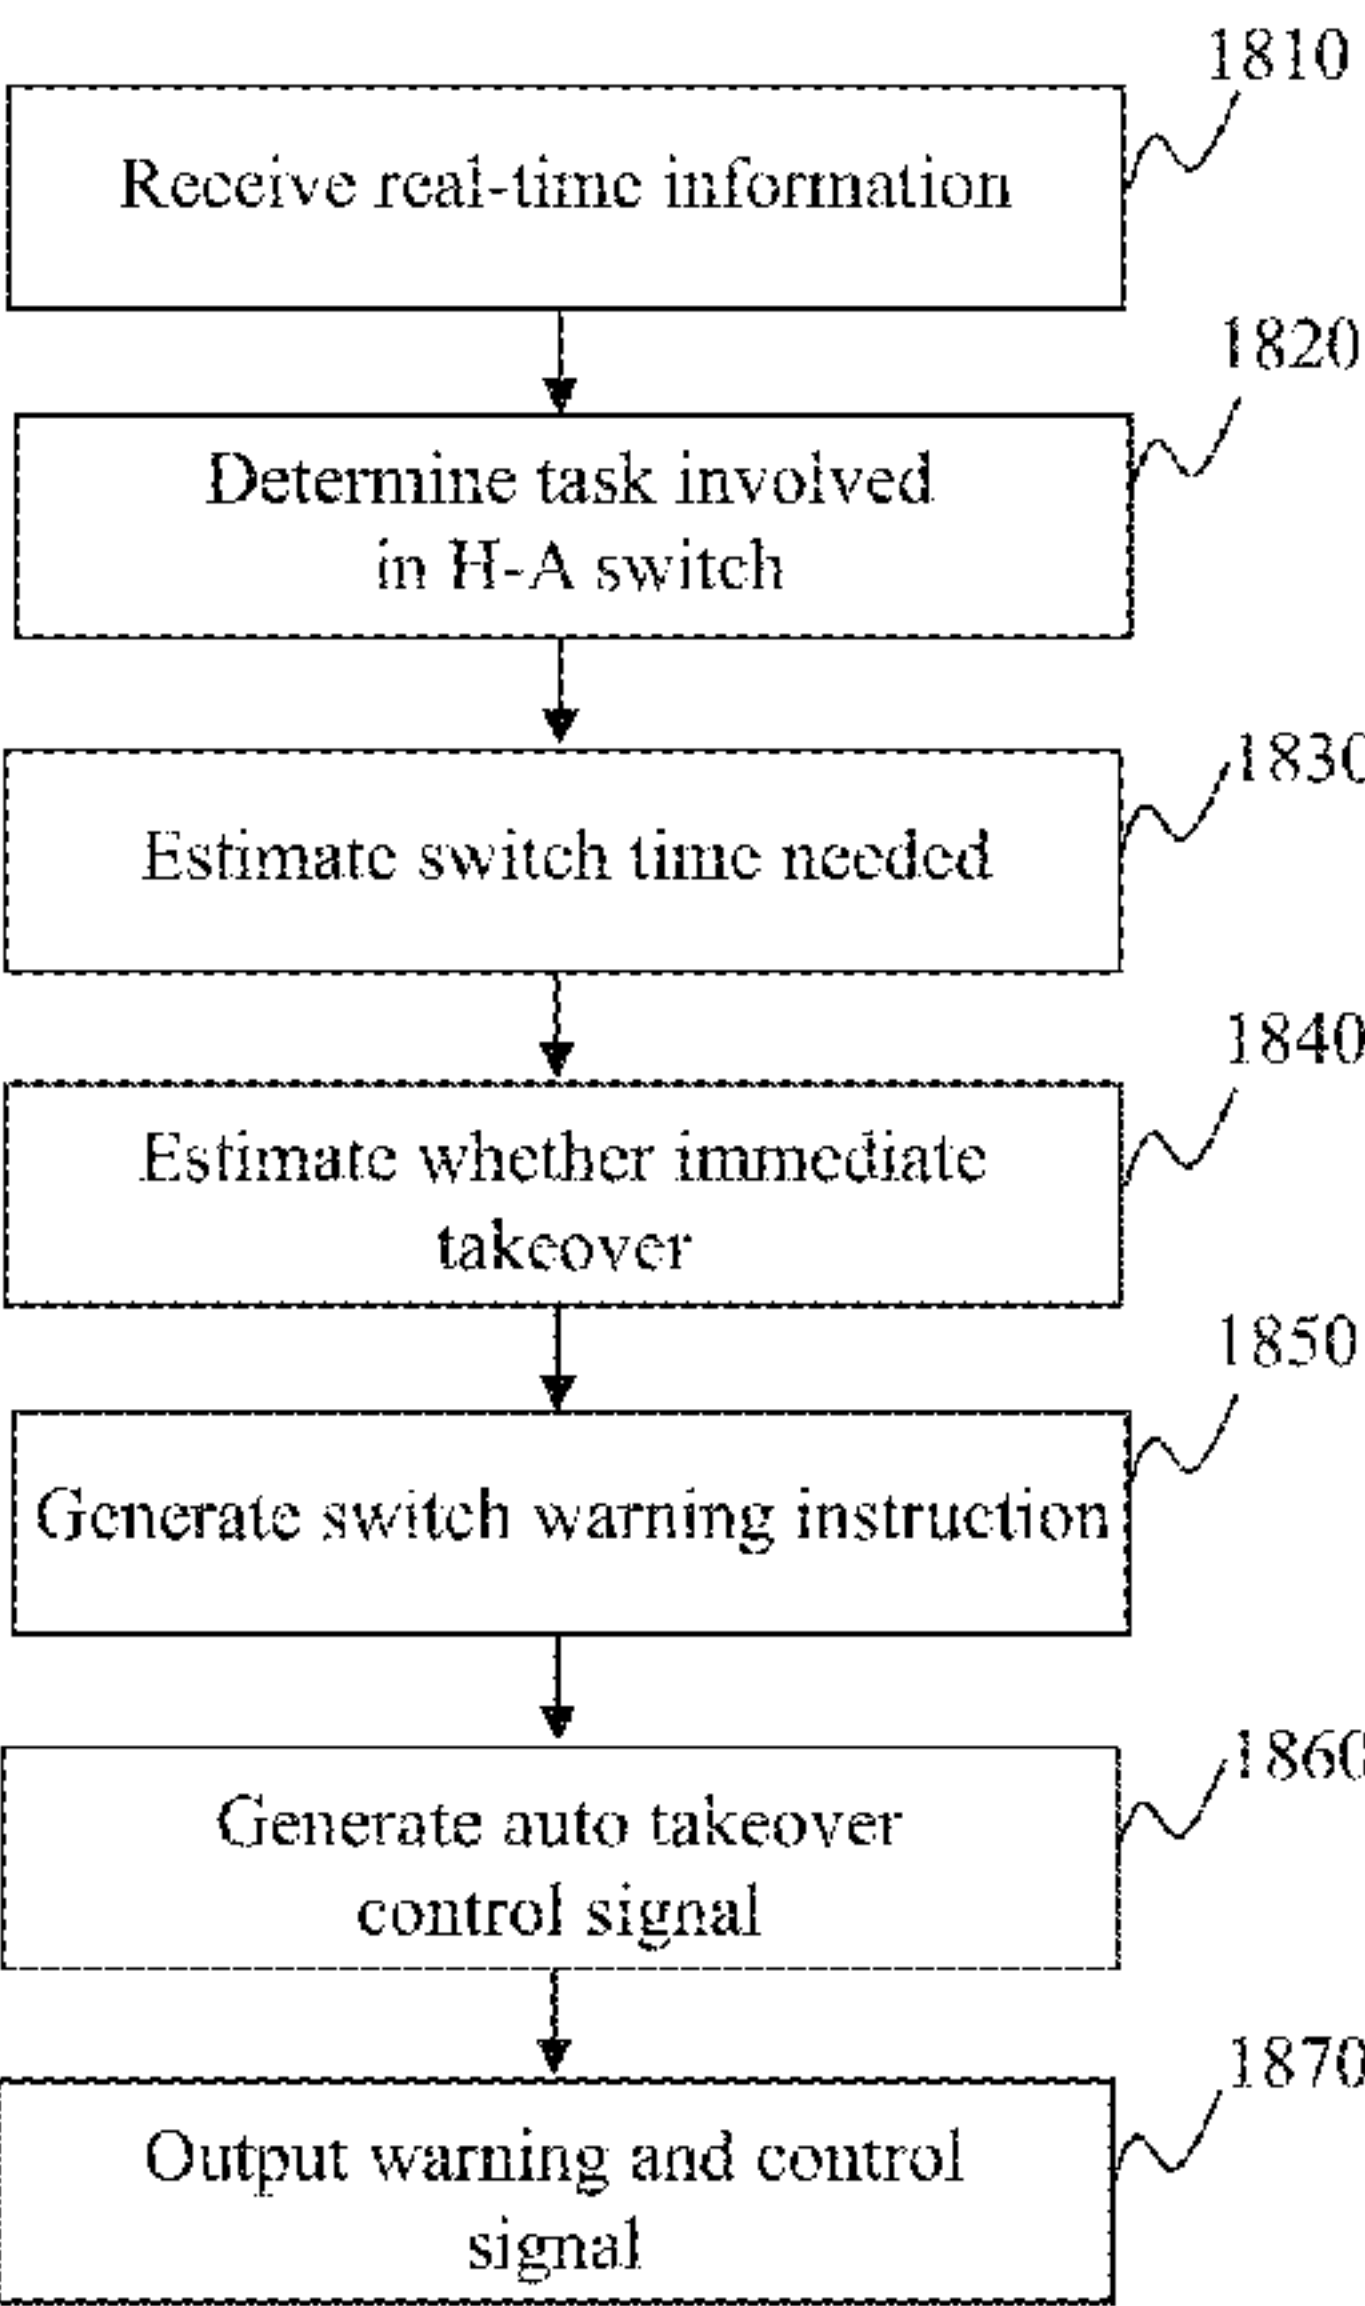 1810
Receive real-time information
1820
Determine task involved
in H-A switch
1830
Estimate switch time needed
1840
Estimate whether immediate
takeover
1850
Generate switch warning instruction
1860
Generate auto takeover
control signal
1870
Output warning and control
signal